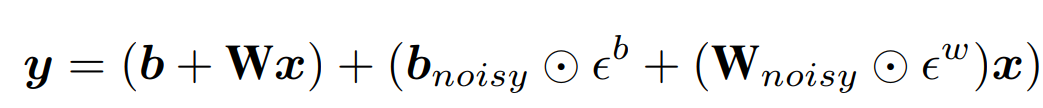 y = (b + Wx) + (b_noisy ⊙ ϵ^b + (W_noisy ⊙ ϵ^w)x)